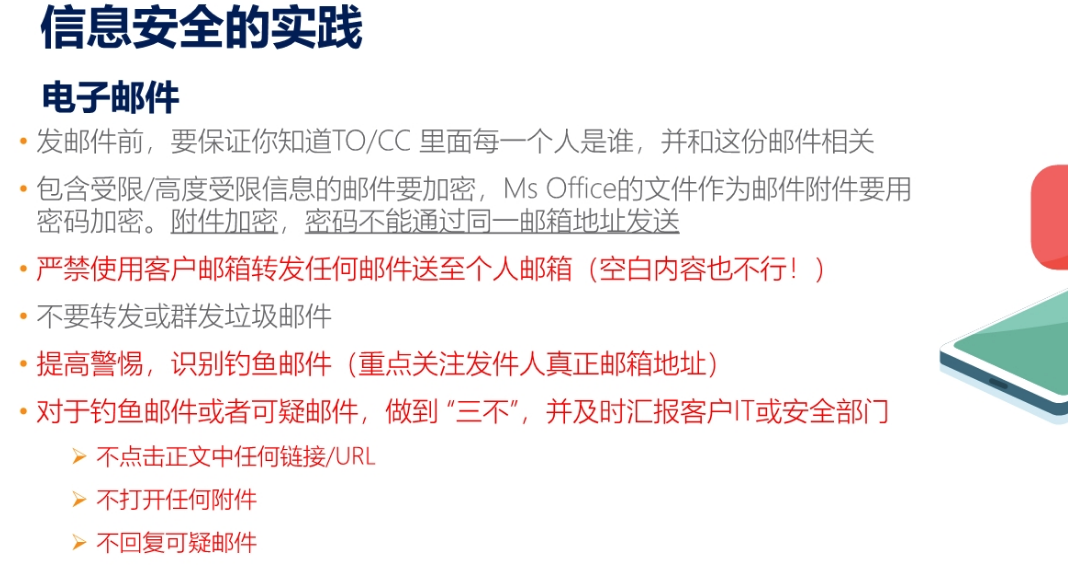 信息安全的实践
电子邮件
• 发邮件前，要保证你知道TO/CC 里面每一个人是谁，并和这份邮件相关
• 包含受限/高度受限信息的邮件要加密，Ms Office的文件作为邮件附件要用
密码加密。附件加密，密码不能通过同一邮箱地址发送
• 严禁使用客户邮箱转发任何邮件送至个人邮箱（空白内容也不行！）
• 不要转发或群发垃圾邮件
• 提高警惕，识别钓鱼邮件（重点关注发件人真正邮箱地址）
• 对于钓鱼邮件或者可疑邮件，做到 “三不”，并及时汇报客户IT或安全部门
➢ 不点击正文中任何链接/URL
➢ 不打开任何附件
➢ 不回复可疑邮件